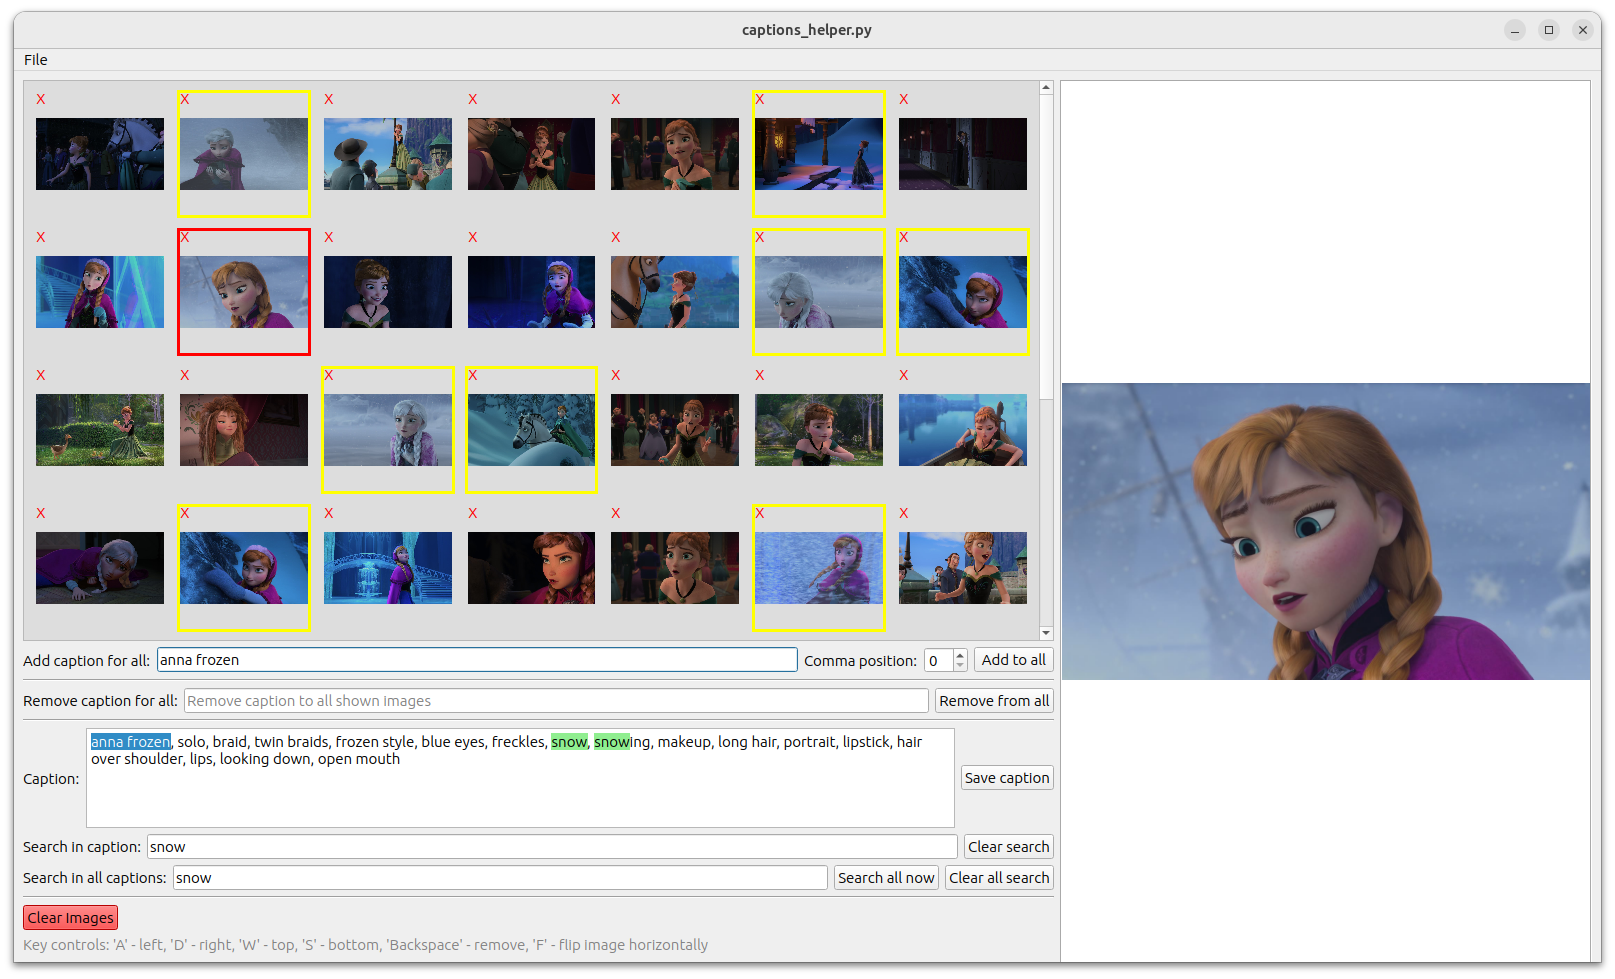 captions_helper.py
File
X X X X X X X
X X X X X X X
X X X X X X X
X X X X X X X
Add caption for all: anna frozen Comma position: 0 Add to all
Remove caption for all: Remove caption to all shown images Remove from all
anna frozen, solo, braid, twin braids, frozen style, blue eyes, freckles, snow, snowing, makeup, long hair, portrait, lipstick, hair
over shoulder, lips, looking down, open mouth
Caption: Save caption
Search in caption: snow Clear search
Search in all captions: snow Search all now Clear all search
Clear Images
Key controls: 'A' - left, 'D' - right, 'W' - top, 'S' - bottom, 'Backspace' - remove, 'F' - flip image horizontally